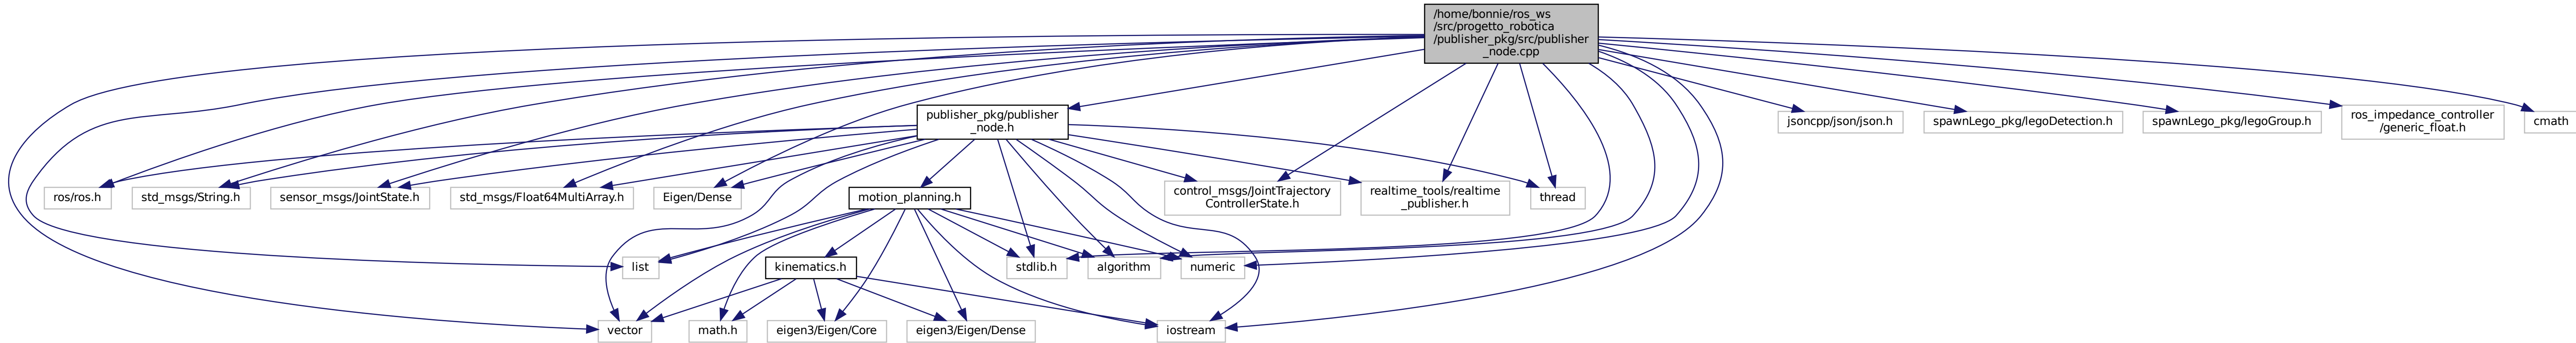 /home/bonnie/ros_ws
/src/progetto_robotica
/publisher_pkg/src/publisher
_node.cpp
publisher_pkg/publisher
_node.h
jsoncpp/json/json.h
spawnLego_pkg/legoDetection.h
spawnLego_pkg/legoGroup.h
ros_impedance_controller
/generic_float.h
cmath
ros/ros.h
std_msgs/String.h
sensor_msgs/JointState.h
std_msgs/Float64MultiArray.h
Eigen/Dense
motion_planning.h
control_msgs/JointTrajectory
ControllerState.h
realtime_tools/realtime
_publisher.h
thread
list
kinematics.h
stdlib.h
algorithm
numeric
vector
math.h
eigen3/Eigen/Core
eigen3/Eigen/Dense
iostream